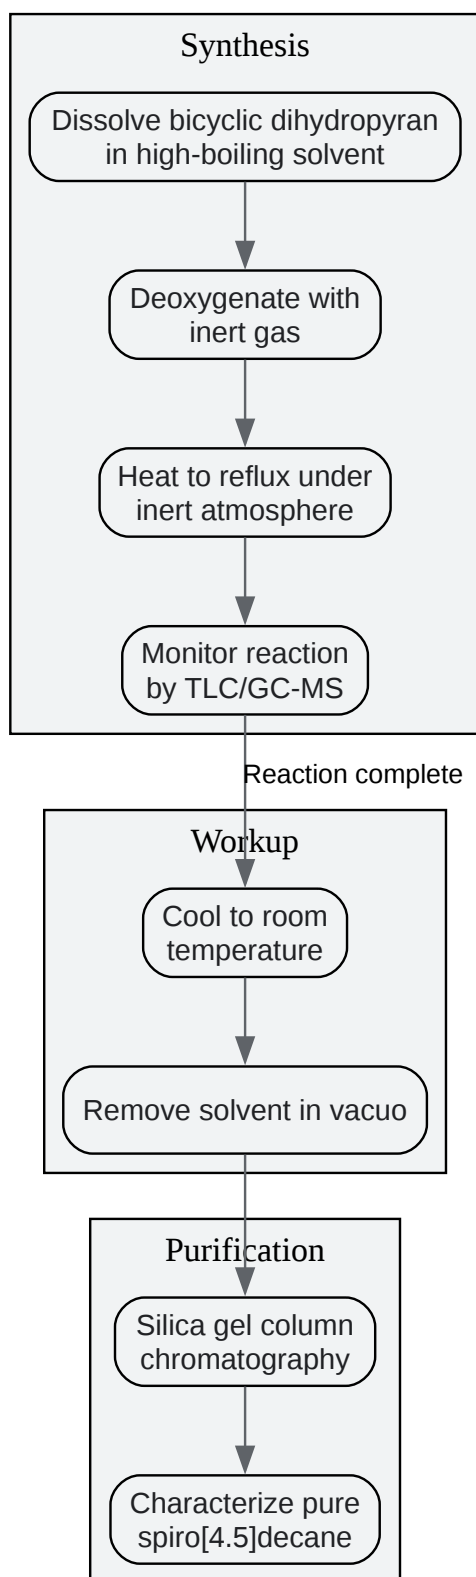 Synthesis
Dissolve bicyclic dihydropyran
in high-boiling solvent
Deoxygenate with
inert gas
Heat to reflux under
inert atmosphere
Monitor reaction
by TLC/GC-MS
Reaction complete
Workup
Cool to room
temperature
Remove solvent in vacuo
Purification
Silica gel column
chromatography
Characterize pure
spiro[4.5]decane